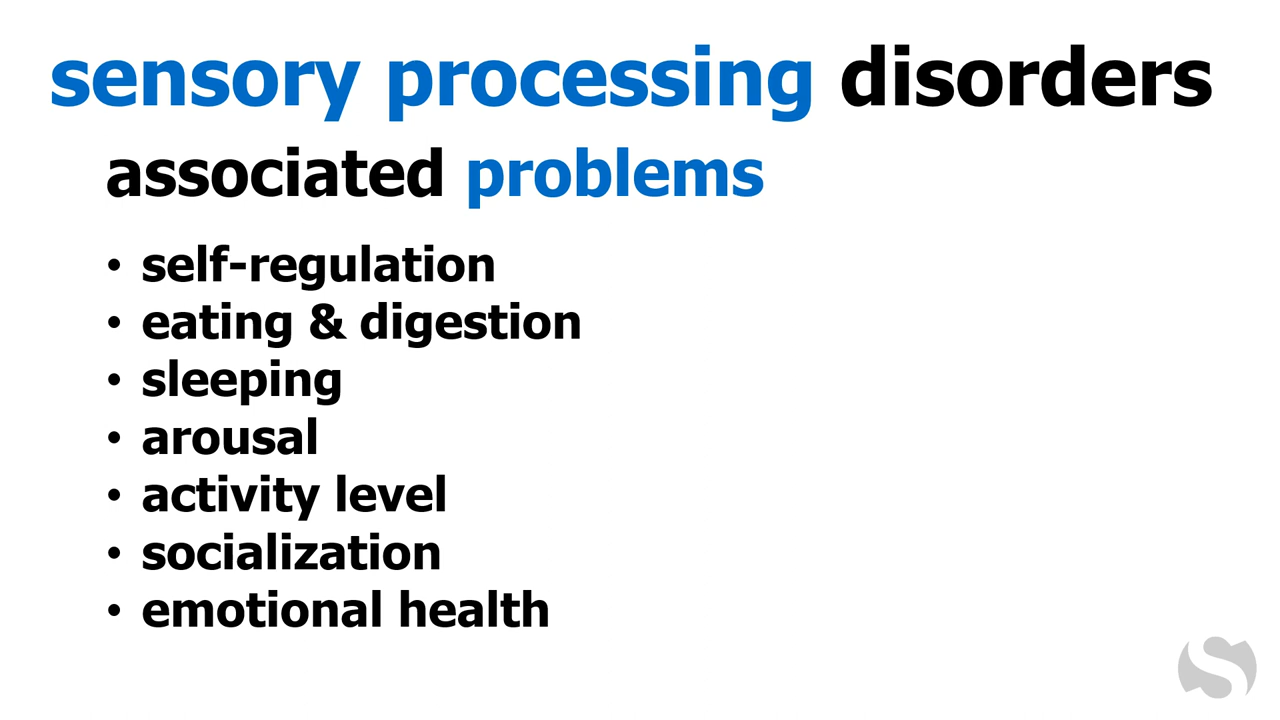 sensory processing disorders
associated problems
• self-regulation
• eating & digestion
• sleeping
• arousal
• activity level
• socialization
• emotional health
S